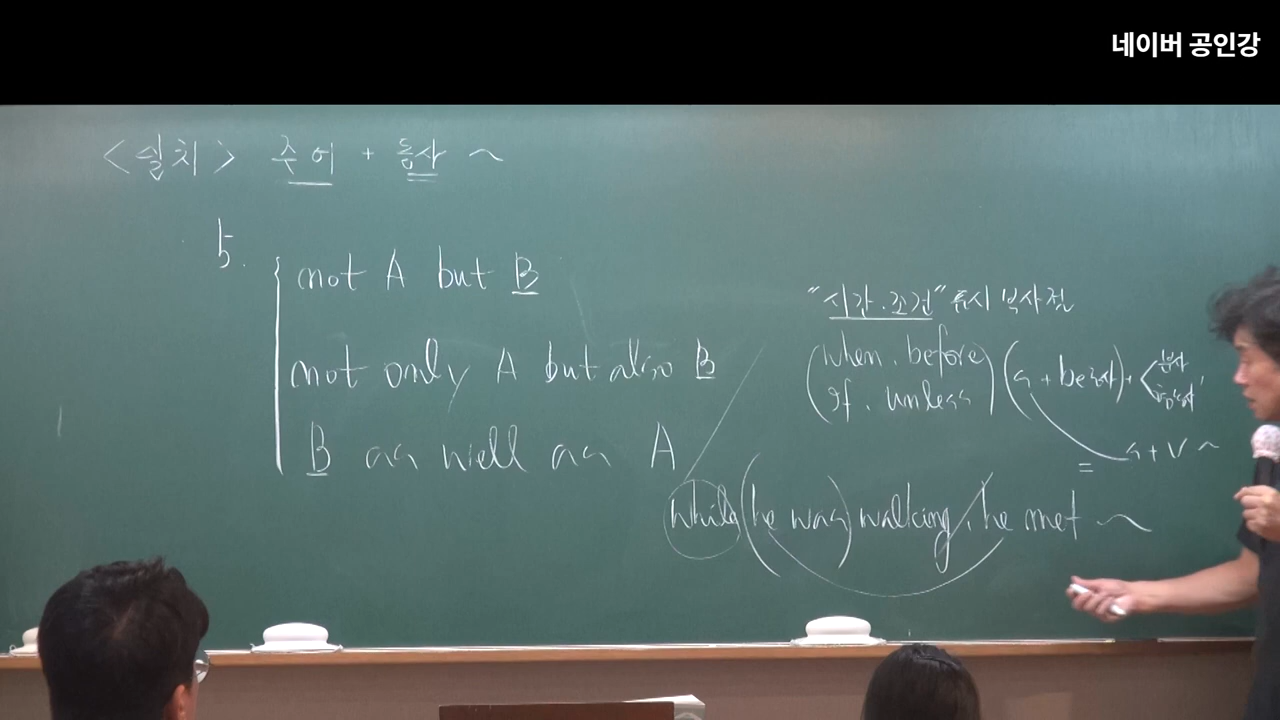 네이버 공인강
<일치> 주어 + 동사 ~
5.
not A but B
not only A but also B
B as well as A
"시간.조건" 표시 부사절
(when. before) (s + be동사) + <분사
(If. unless)
= s + v ~
while (he was) walking, he met ~